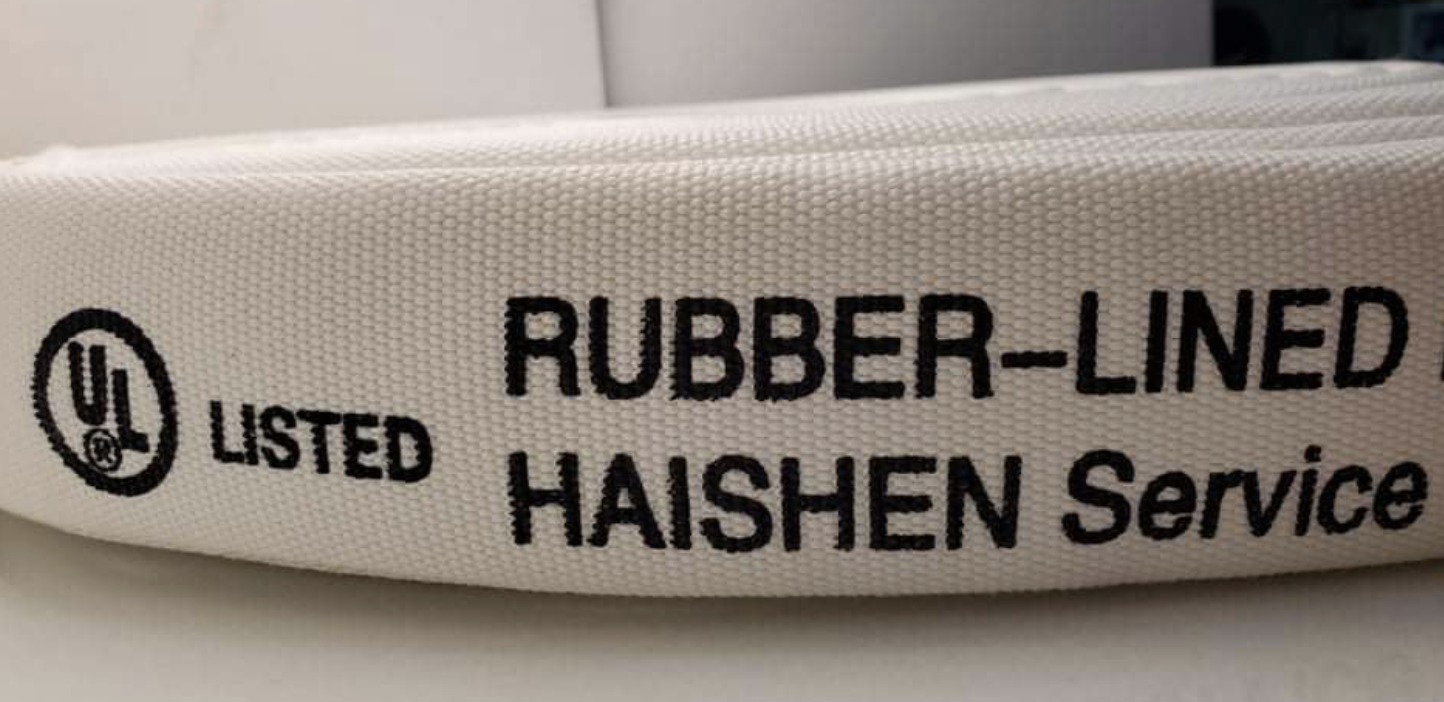 UL
®
LISTED
RUBBER-LINED
HAISHEN Service